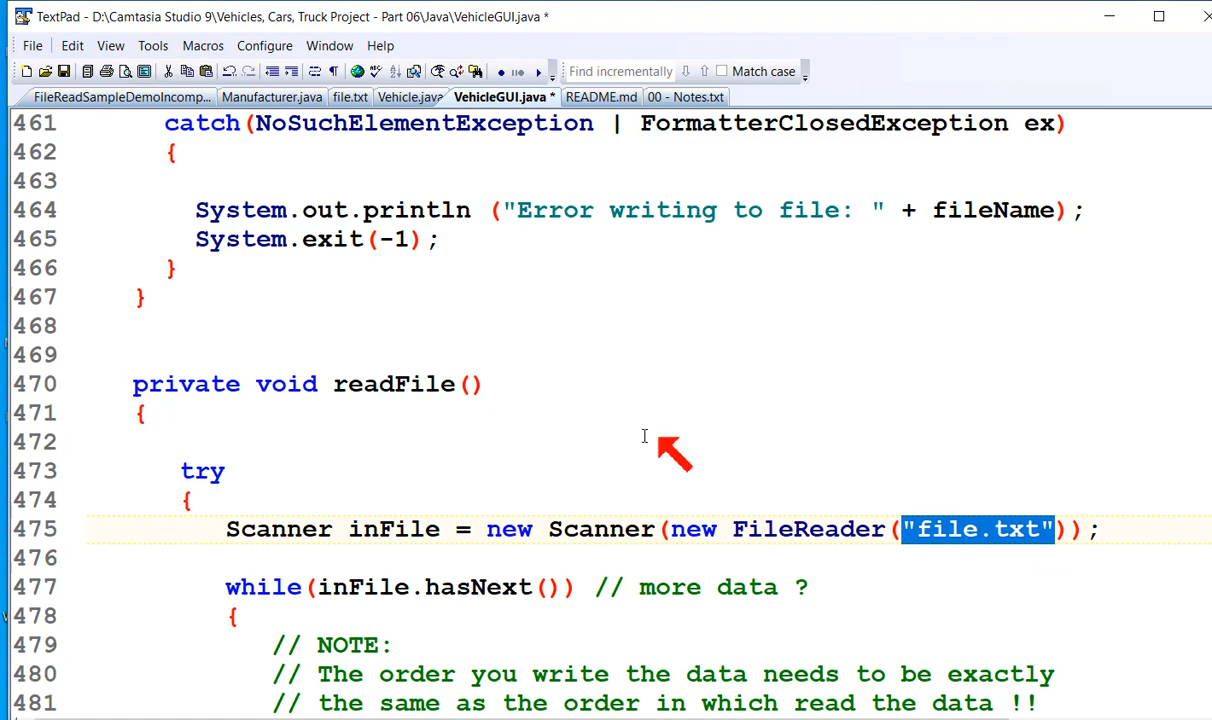 TextPad - D:\Camtasia Studio 9\Vehicles, Cars, Truck Project - Part 06\Java\VehicleGUI.java *
File Edit View Tools Macros Configure Window Help
Find incrementally Match case
FileReadSampleDemoIncomp... Manufacturer.java file.txt Vehicle.java VehicleGUI.java * README.md 00 - Notes.txt
461 catch(NoSuchElementException | FormatterClosedException ex)
462 {
463
464 System.out.println ("Error writing to file: " + fileName);
465 System.exit(-1);
466 }
467 }
468
469
470 private void readFile()
471 {
472
473 try
474 {
475 Scanner inFile = new Scanner(new FileReader("file.txt"));
476
477 while(inFile.hasNext()) // more data ?
478 {
479 // NOTE:
480 // The order you write the data needs to be exactly
481 // the same as the order in which read the data !!